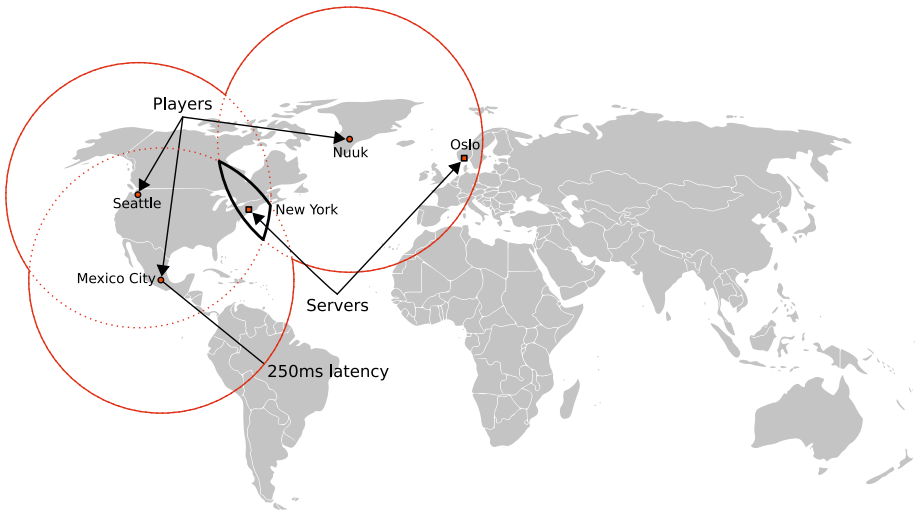 Players
Oslo
Nuuk
Seattle
New York
Mexico City
Servers
250ms latency